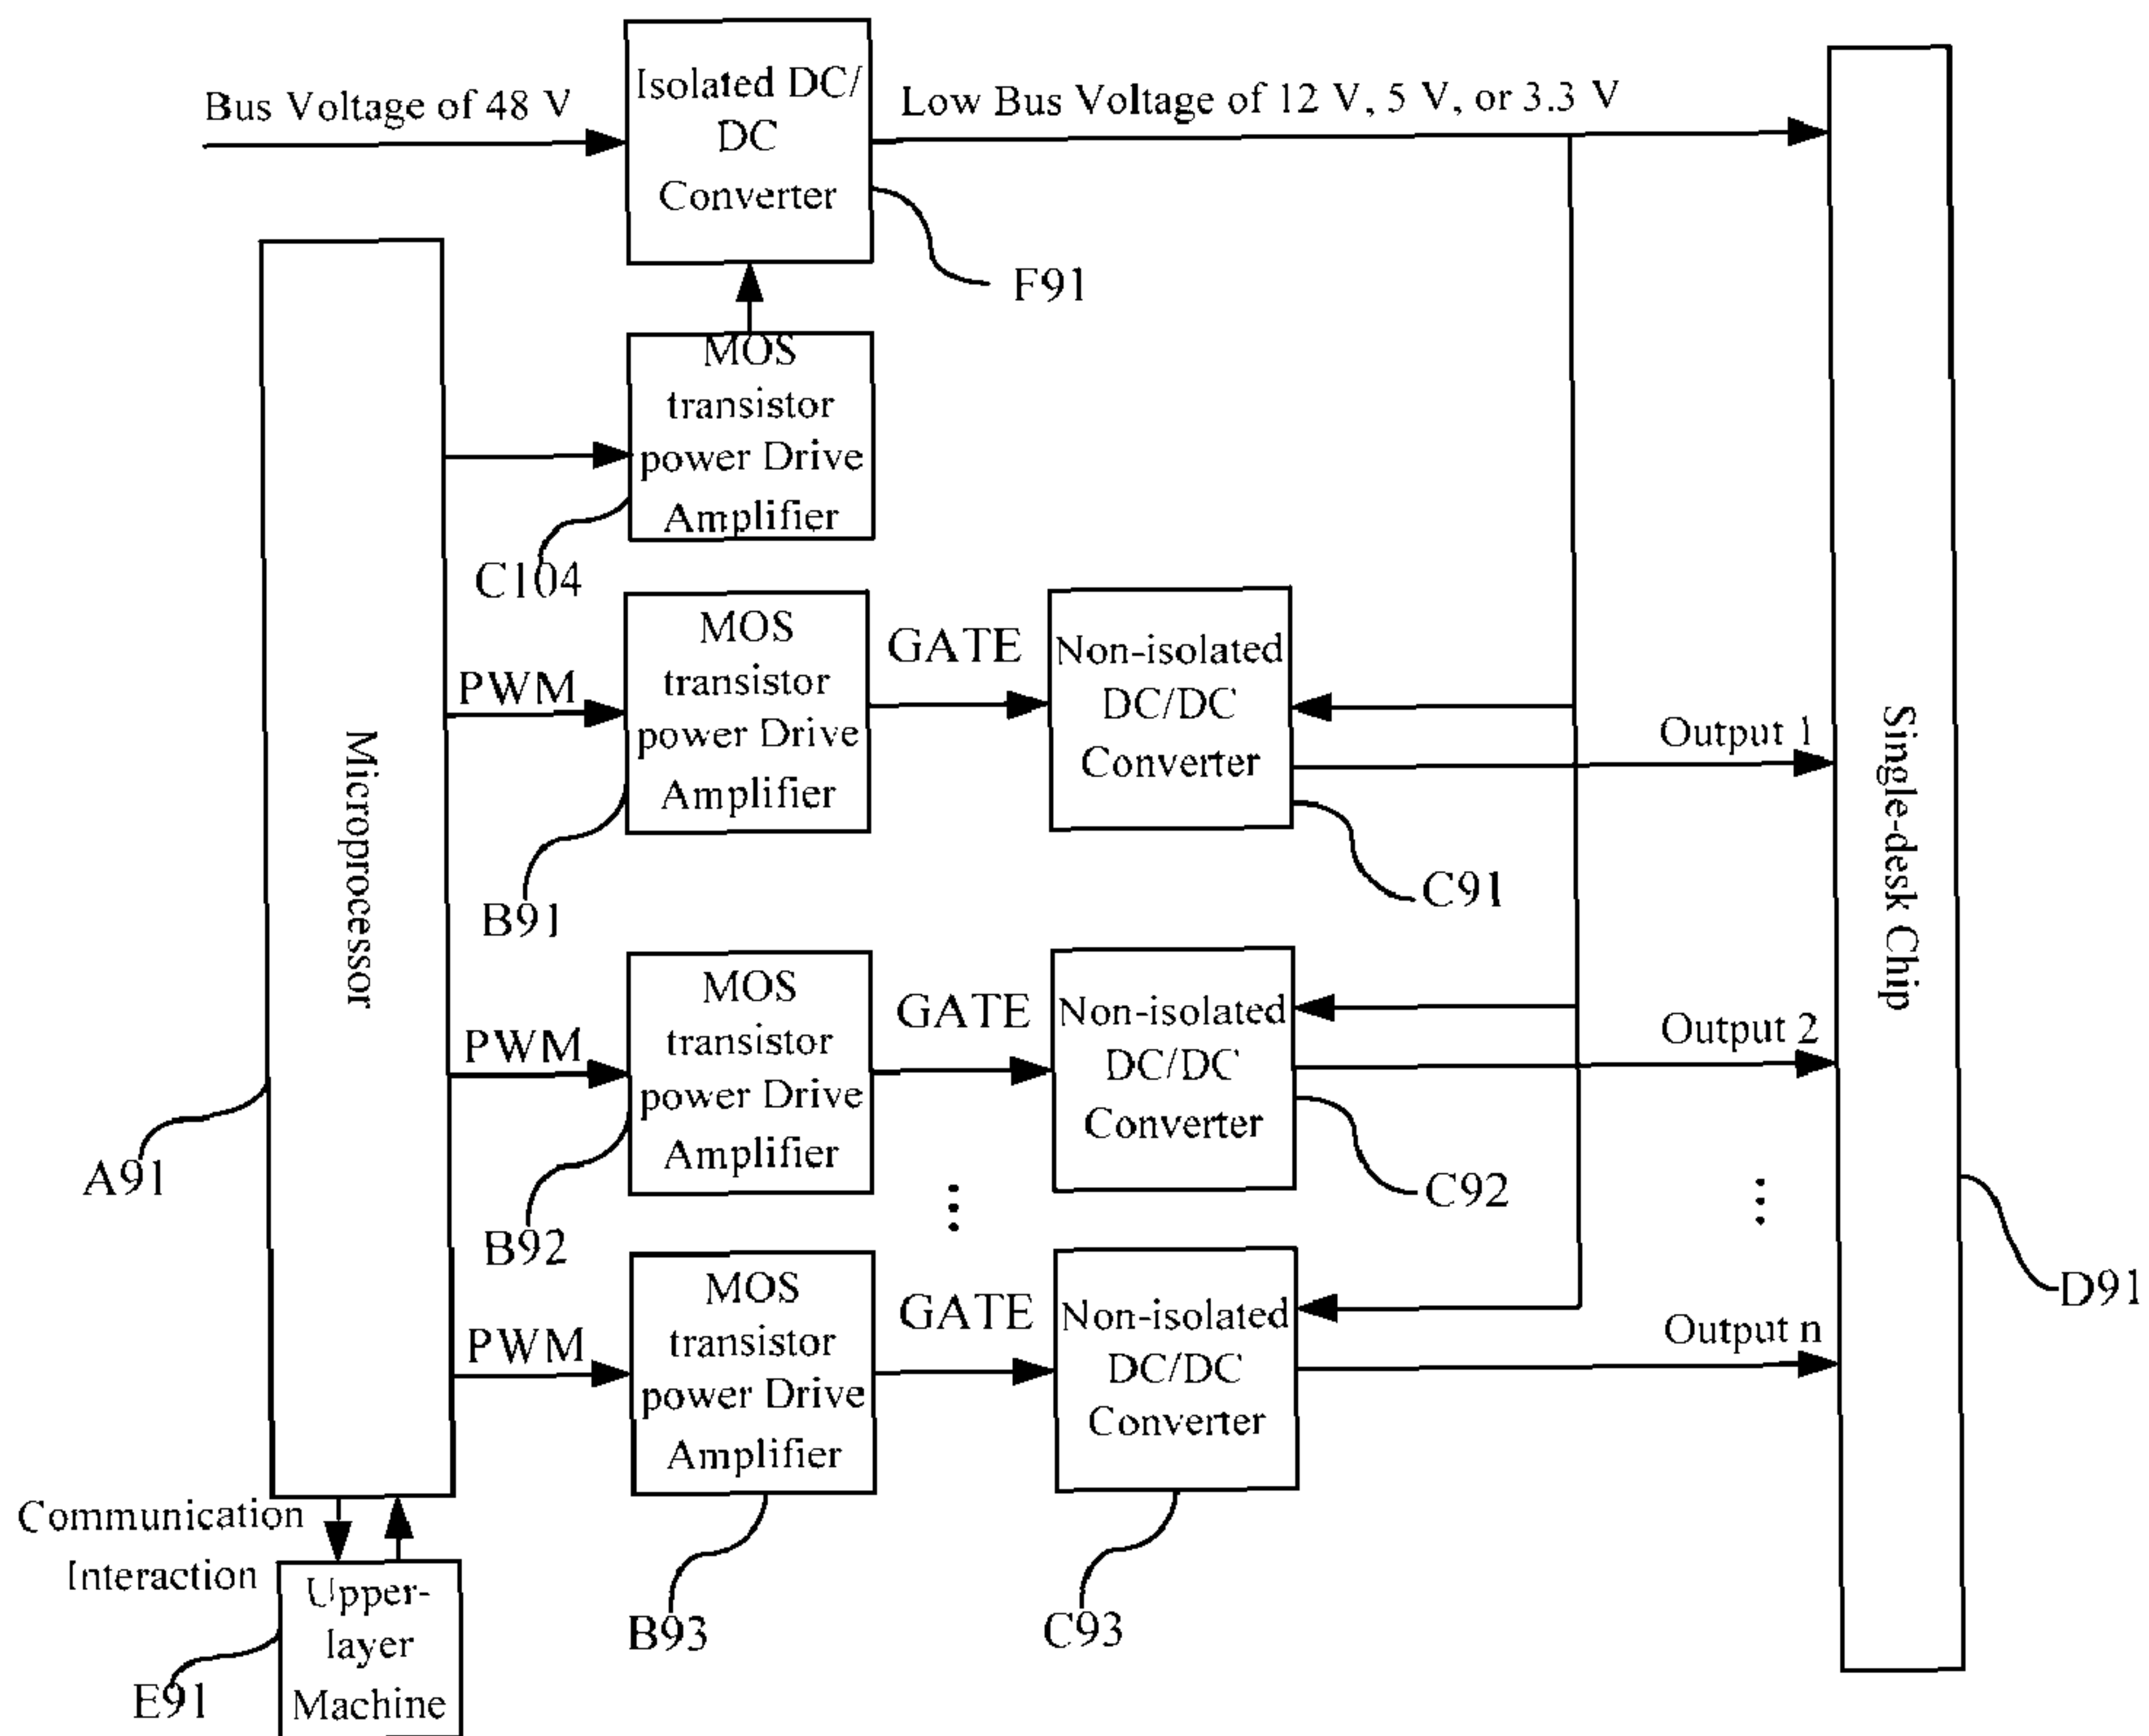 Bus Voltage of 48 V
Isolated DC/
DC
Converter
Low Bus Voltage of 12 V, 5 V, or 3.3 V
F91
MOS
transistor
power Drive
Amplifier
C104
Microprocessor
A91
PWM
MOS
transistor
power Drive
Amplifier
B91
GATE
Non-isolated
DC/DC
Converter
C91
Output 1
PWM
MOS
transistor
power Drive
Amplifier
B92
GATE
Non-isolated
DC/DC
Converter
C92
Output 2
PWM
MOS
transistor
power Drive
Amplifier
B93
GATE
Non-isolated
DC/DC
Converter
C93
Output n
Single-desk Chip
D91
Communication
Interaction
Upper-
layer
Machine
E91